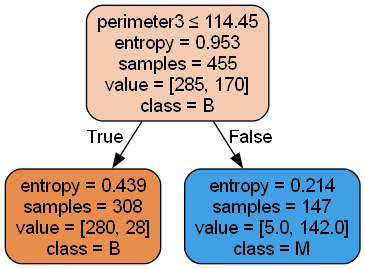 perimeter3 ≤ 114.45
entropy = 0.953
samples = 455
value = [285, 170]
class = B
True
False
entropy = 0.439
samples = 308
value = [280, 28]
class = B
entropy = 0.214
samples = 147
value = [5.0, 142.0]
class = M